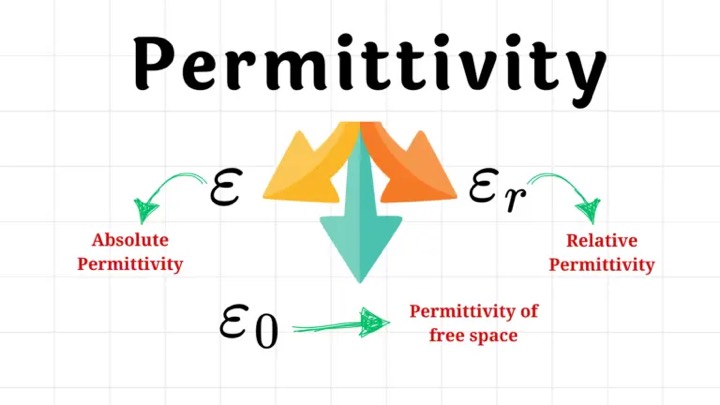 Permittivity
ε
εr
Absolute
Permittivity
Relative
Permittivity
ε0
Permittivity of
free space